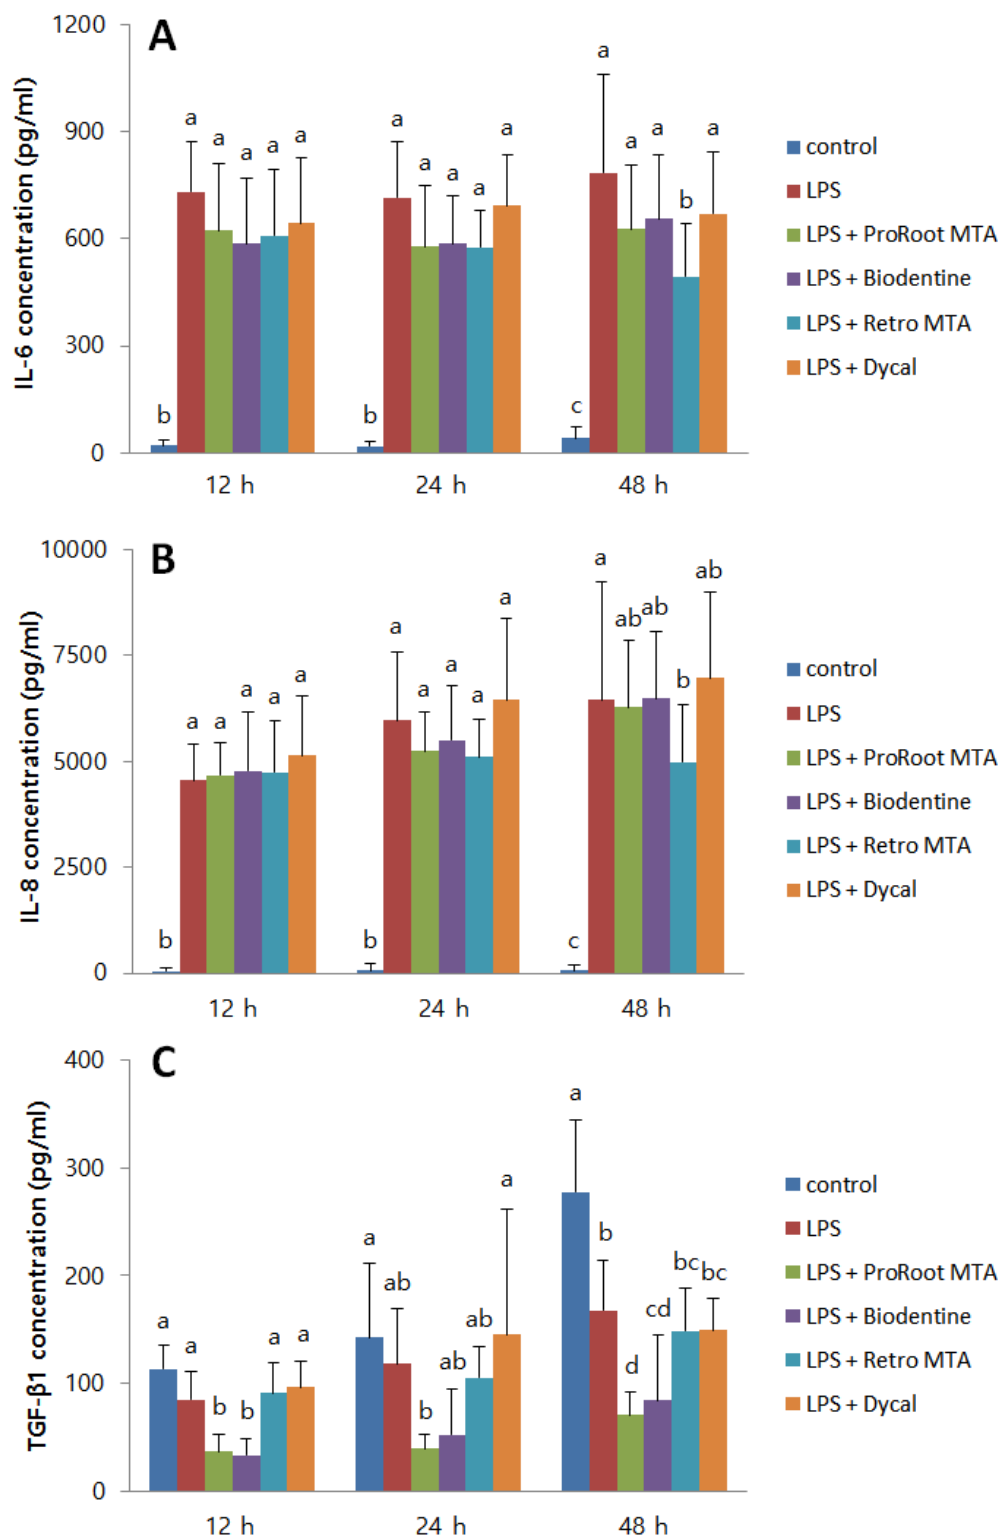 A
IL-6 concentration (pg/ml)
1200
900
600
300
0
a a a a a
a a a a a
a a a b a
b b c
12 h 24 h 48 h
control
LPS
LPS + ProRoot MTA
LPS + Biodentine
LPS + Retro MTA
LPS + Dycal
B
IL-8 concentration (pg/ml)
10000
7500
5000
2500
0
a a a a a
a a a a a
a ab ab b ab
b b c
12 h 24 h 48 h
control
LPS
LPS + ProRoot MTA
LPS + Biodentine
LPS + Retro MTA
LPS + Dycal
C
TGF-β1 concentration (pg/ml)
400
300
200
100
0
a a b b a a
a ab b ab ab a
a b d cd bc bc
12 h 24 h 48 h
control
LPS
LPS + ProRoot MTA
LPS + Biodentine
LPS + Retro MTA
LPS + Dycal